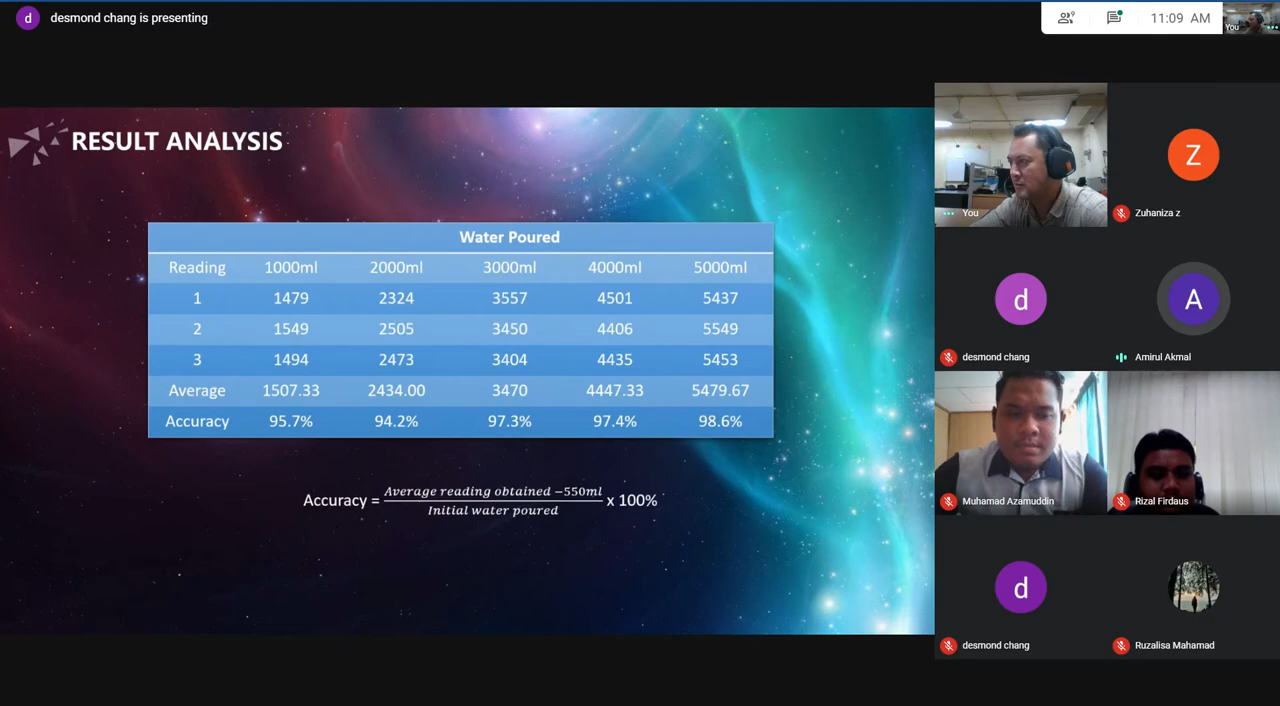 d desmond chang is presenting
9 11:09 AM
You
RESULT ANALYSIS
Water Poured
Reading 1000ml 2000ml 3000ml 4000ml 5000ml
1 1479 2324 3557 4501 5437
2 1549 2505 3450 4406 5549
3 1494 2473 3404 4435 5453
Average 1507.33 2434.00 3470 4447.33 5479.67
Accuracy 95.7% 94.2% 97.3% 97.4% 98.6%
Accuracy = Average reading obtained −550ml / Initial water poured x 100%
You
Z
Zuhaniza z
d
desmond chang
A
Amirul Akmal
Muhamad Azamuddin
Rizal Firdaus
d
desmond chang
Ruzalisa Mahamad